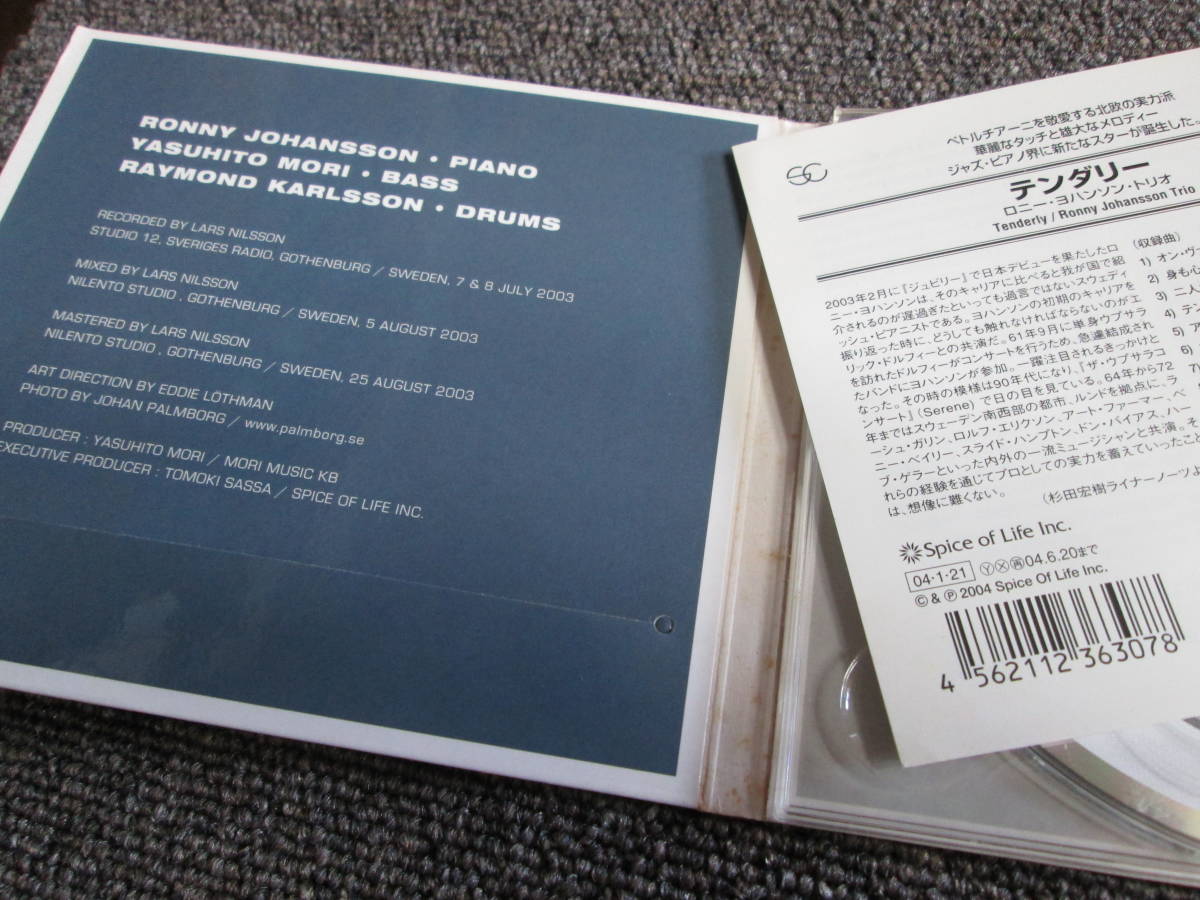 RONNY JOHANSSON • PIANO
YASUHITO MORI • BASS
RAYMOND KARLSSON • DRUMS
RECORDED BY LARS NILSSON
STUDIO 12, SVERIGES RADIO, GOTHENBURG / SWEDEN, 7 & 8 JULY 2003
MIXED BY LARS NILSSON
NILENTO STUDIO , GOTHENBURG / SWEDEN, 5 AUGUST 2003
MASTERED BY LARS NILSSON
NILENTO STUDIO , GOTHENBURG / SWEDEN, 25 AUGUST 2003
ART DIRECTION BY EDDIE LÖTHMAN
PHOTO BY JOHAN PALMBORG / www.palmborg.se
PRODUCER : YASUHITO MORI / MORI MUSIC KB
EXECUTIVE PRODUCER : TOMOKI SASSA / SPICE OF LIFE INC.
ペトルチアーニを敬愛する北欧の実力派
華麗なタッチと雄大なメロディー
ジャズ・ピアノ界に新たなスターが誕生した。
テンダリー
ロニー・ヨハンソン・トリオ
Tenderly / Ronny Johansson Trio
2003年2月に『ジュビリー』で日本デビューを果たしたロ
ニー・ヨハンソンは、そのキャリアに比べると我が国で紹
介されるのが遅過ぎたといっても過言ではないスウェディ
ッシュ・ピアニストである。ヨハンソンの初期のキャリアを
振り返った時に、どうしても触れなければならないのがエ
リック・ドルフィーとの共演だ。61年9月に単身ウプサラ
を訪れたドルフィーがコンサートを行うため、急遽結成され
たバンドにヨハンソンが参加。一躍注目されるきっかけと
なった。その時の模様は90年代になり、『ザ・ウプサラコ
ンサート』(Serene)で日の目を見ている。64年から72
年まではスウェーデン南西部の都市、ルンドを拠点に、ラ
ーシュ・ガリン、ロルフ・エリクソン、アート・ファーマー、ベ
ニー・ベイリー、スライド・ハンプトン、ドン・バイアス、ハー
ブ・ゲラーといった内外の一流ミュージシャンと共演。そ
れらの経験を通じてプロとしての実力を蓄えていったこ
は、想像に難くない。 (杉田宏樹ライナーノーツ
(収録曲)
1) オン・ヴ
2) 身も
3) 二人
4) テン
5) ア
6)
Spice of Life Inc.
04・1・21 Ⓨ Ⓧ 再 04.6.20まで
© & ℗ 2004 Spice Of Life Inc.
4 562112 363078